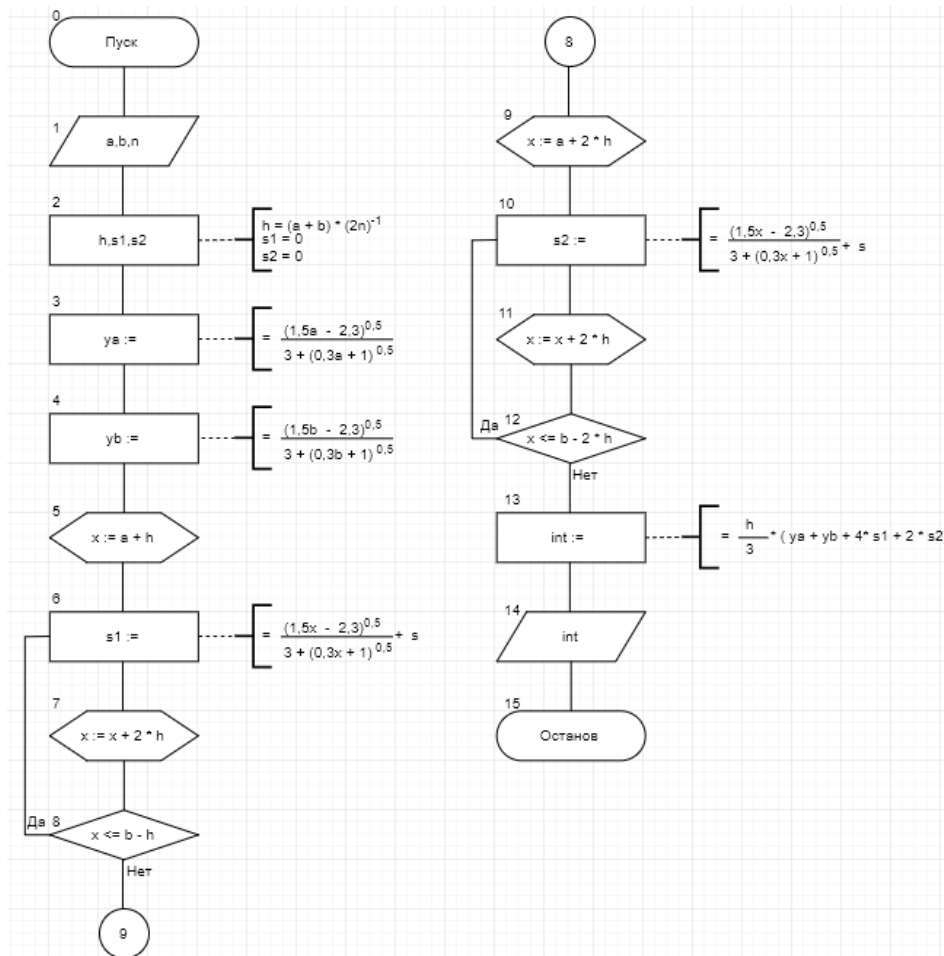 0
Пуск
1
a,b,n
2
h,s1,s2
h = (a + b) * (2n)^-1
s1 = 0
s2 = 0
3
ya :=
= (1,5a - 2,3)^0,5
3 + (0,3a + 1)^0,5
4
yb :=
= (1,5b - 2,3)^0,5
3 + (0,3b + 1)^0,5
5
x := a + h
6
s1 :=
= (1,5x - 2,3)^0,5
3 + (0,3x + 1)^0,5 + s
7
x := x + 2 * h
Да 8
x <= b - h
Нет
9
8
9
x := a + 2 * h
10
s2 :=
= (1,5x - 2,3)^0,5
3 + (0,3x + 1)^0,5 + s
11
x := x + 2 * h
Да 12
x <= b - 2 * h
Нет
13
int :=
= h
3 * ( ya + yb + 4* s1 + 2 * s2
14
int
15
Останов